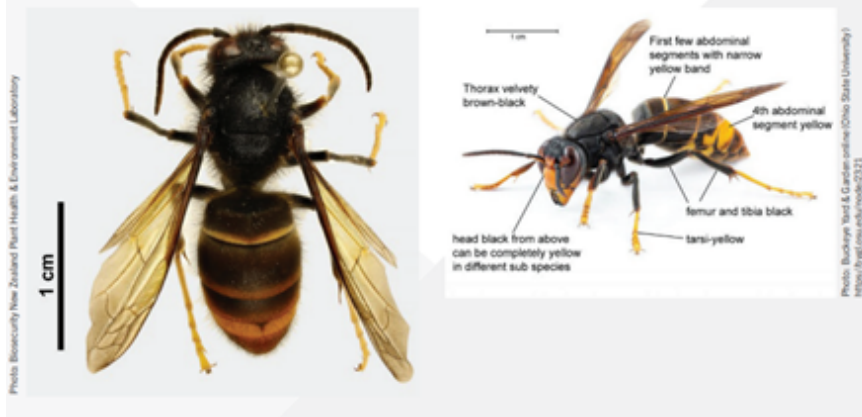 Photo: Biosecurity New Zealand Plant Health & Environment Laboratory
1 cm
1 cm
First few abdominal
segments with narrow
yellow band
Thorax velvety
brown-black
4th abdominal
segment yellow
femur and tibia black
tarsi-yellow
head black from above
can be completely yellow
in different sub species
Photo: Buckeye Yard & Garden online (Ohio State University)